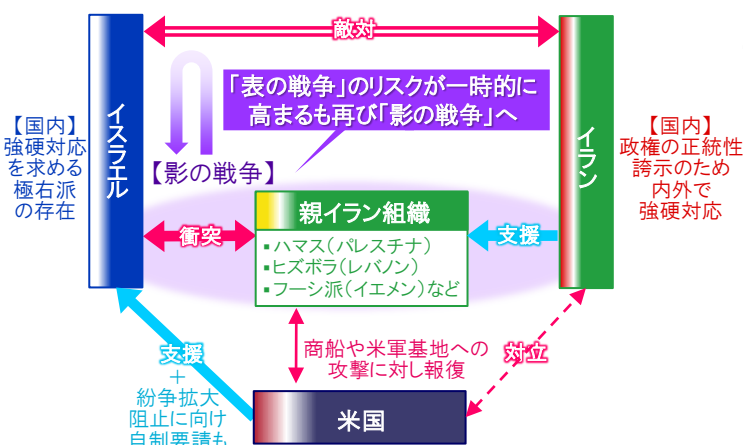 敵対
「表の戦争」のリスクが一時的に
高まるも再び「影の戦争」へ
イスラエル
イラン
【国内】
強硬対応
を求める
極右派
の存在
【影の戦争】
【国内】
政権の正統性
誇示のため
内外で
強硬対応
親イラン組織
▪ハマス(パレスチナ)
▪ヒズボラ(レバノン)
▪フーシ派(イエメン)など
衝突
支援
商船や米軍基地への
攻撃に対し報復
対立
支援
+
紛争拡大
阻止に向け
自制要請も
米国